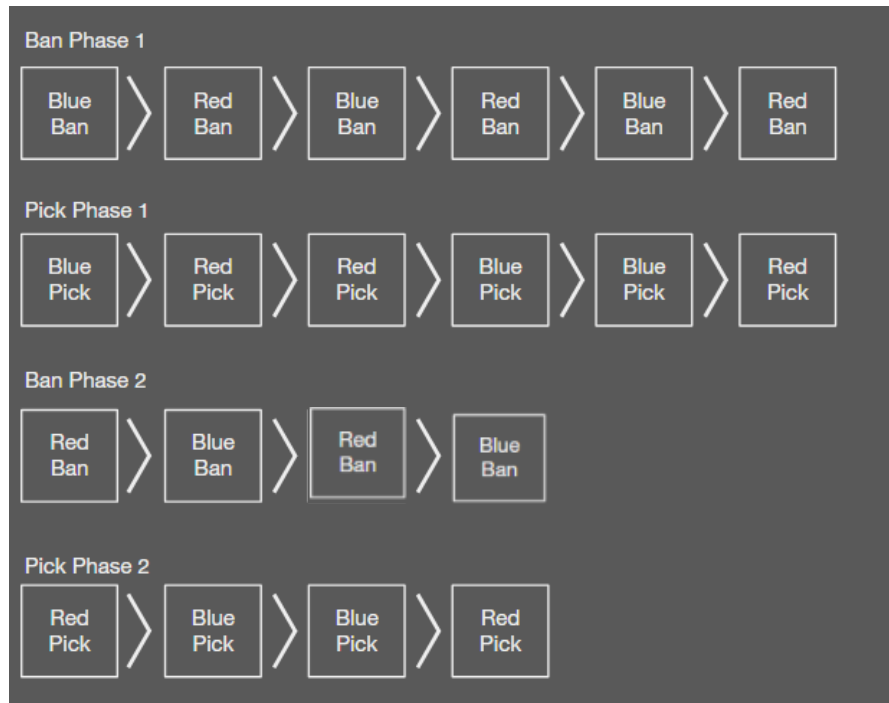 Ban Phase 1
Blue
Ban
Red
Ban
Blue
Ban
Red
Ban
Blue
Ban
Red
Ban
Pick Phase 1
Blue
Pick
Red
Pick
Red
Pick
Blue
Pick
Blue
Pick
Red
Pick
Ban Phase 2
Red
Ban
Blue
Ban
Red
Ban
Blue
Ban
Pick Phase 2
Red
Pick
Blue
Pick
Blue
Pick
Red
Pick